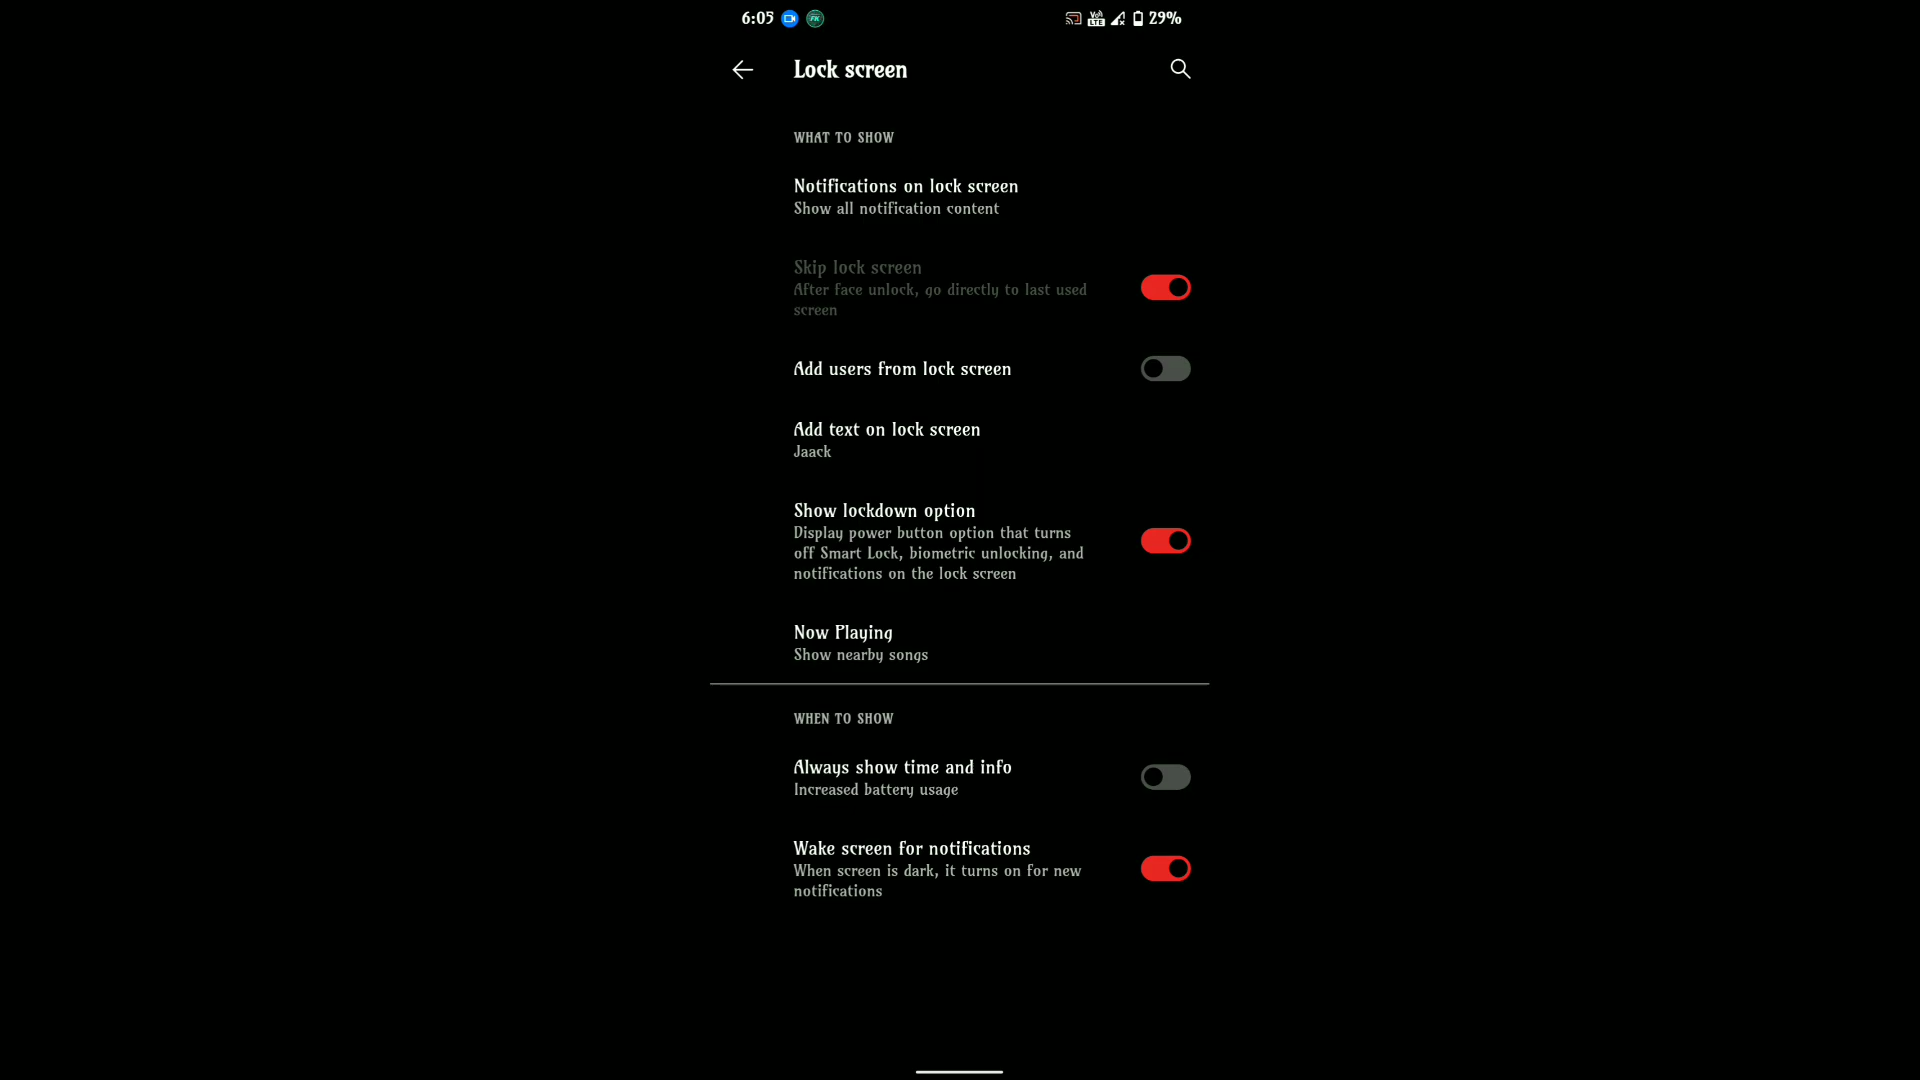 6:05 FK VoD LTE 29%
Lock screen
WHAT TO SHOW
Notifications on lock screen
Show all notification content
Skip lock screen
After face unlock, go directly to last used
screen
Add users from lock screen
Add text on lock screen
Jaack
Show lockdown option
Display power button option that turns
off Smart Lock, biometric unlocking, and
notifications on the lock screen
Now Playing
Show nearby songs
WHEN TO SHOW
Always show time and info
Increased battery usage
Wake screen for notifications
When screen is dark, it turns on for new
notifications